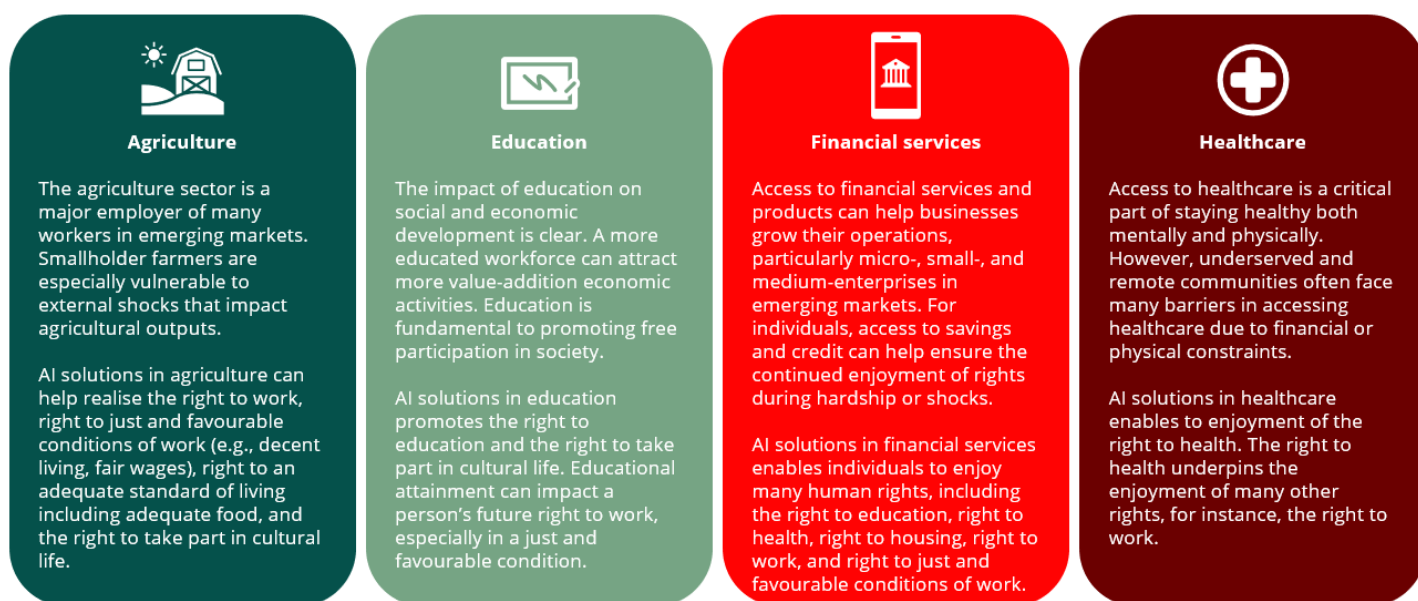 Agriculture
The agriculture sector is a
major employer of many
workers in emerging markets.
Smallholder farmers are
especially vulnerable to
external shocks that impact
agricultural outputs.
AI solutions in agriculture can
help realise the right to work,
right to just and favourable
conditions of work (e.g., decent
living, fair wages), right to an
adequate standard of living
including adequate food, and
the right to take part in cultural
life.
Education
The impact of education on
social and economic
development is clear. A more
educated workforce can attract
more value-addition economic
activities. Education is
fundamental to promoting free
participation in society.
AI solutions in education
promotes the right to
education and the right to take
part in cultural life. Educational
attainment can impact a
person’s future right to work,
especially in a just and
favourable condition.
Financial services
Access to financial services and
products can help businesses
grow their operations,
particularly micro-, small-, and
medium-enterprises in
emerging markets. For
individuals, access to savings
and credit can help ensure the
continued enjoyment of rights
during hardship or shocks.
AI solutions in financial services
enables individuals to enjoy
many human rights, including
the right to education, right to
health, right to housing, right to
work, and right to just and
favourable conditions of work.
Healthcare
Access to healthcare is a critical
part of staying healthy both
mentally and physically.
However, underserved and
remote communities often face
many barriers in accessing
healthcare due to financial or
physical constraints.
AI solutions in healthcare
enables to enjoyment of the
right to health. The right to
health underpins the
enjoyment of many other
rights, for instance, the right to
work.